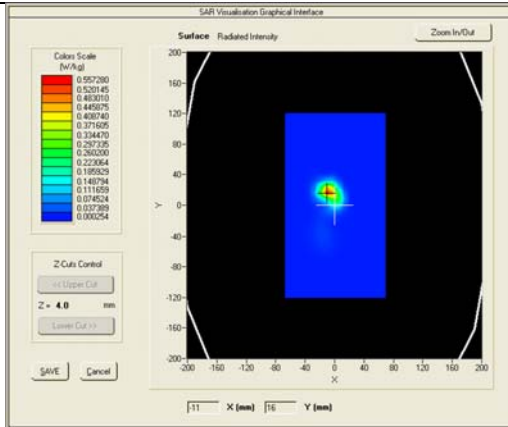 SAR Visualisation Graphical Interface
Surface Radiated Intensity
Zoom In/Out
Colors Scale
(W/kg)
0.557280
0.520145
0.483010
0.445875
0.408740
0.371605
0.334470
0.297335
0.260200
0.223064
0.185929
0.148794
0.111659
0.074524
0.037389
0.000254
200
160
120
80
40
0
-40
-80
-120
-160
-200
Y
-200 -160 -120 -80 -40 0 40 80 120 160 200
X
Z-Cuts Control
<< Upper Cut
Z = 4.0 mm
Lower Cut >>
SAVE
Cancel
-11 X (mm) 16 Y (mm)